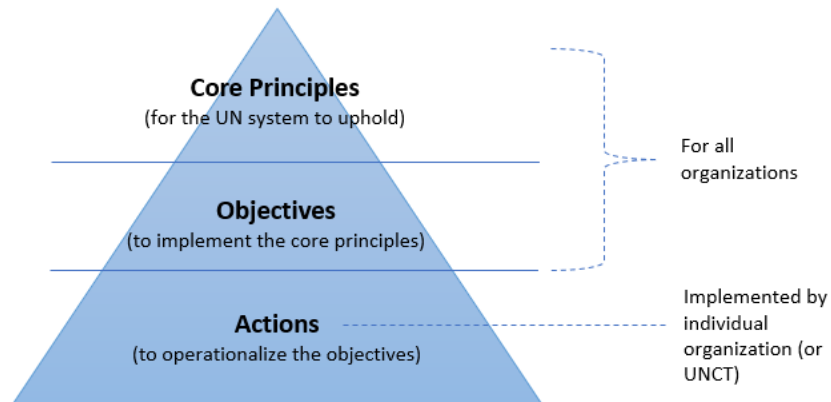 Core Principles
(for the UN system to uphold)
For all
organizations
Objectives
(to implement the core principles)
Actions
(to operationalize the objectives)
Implemented by
individual
organization (or
UNCT)